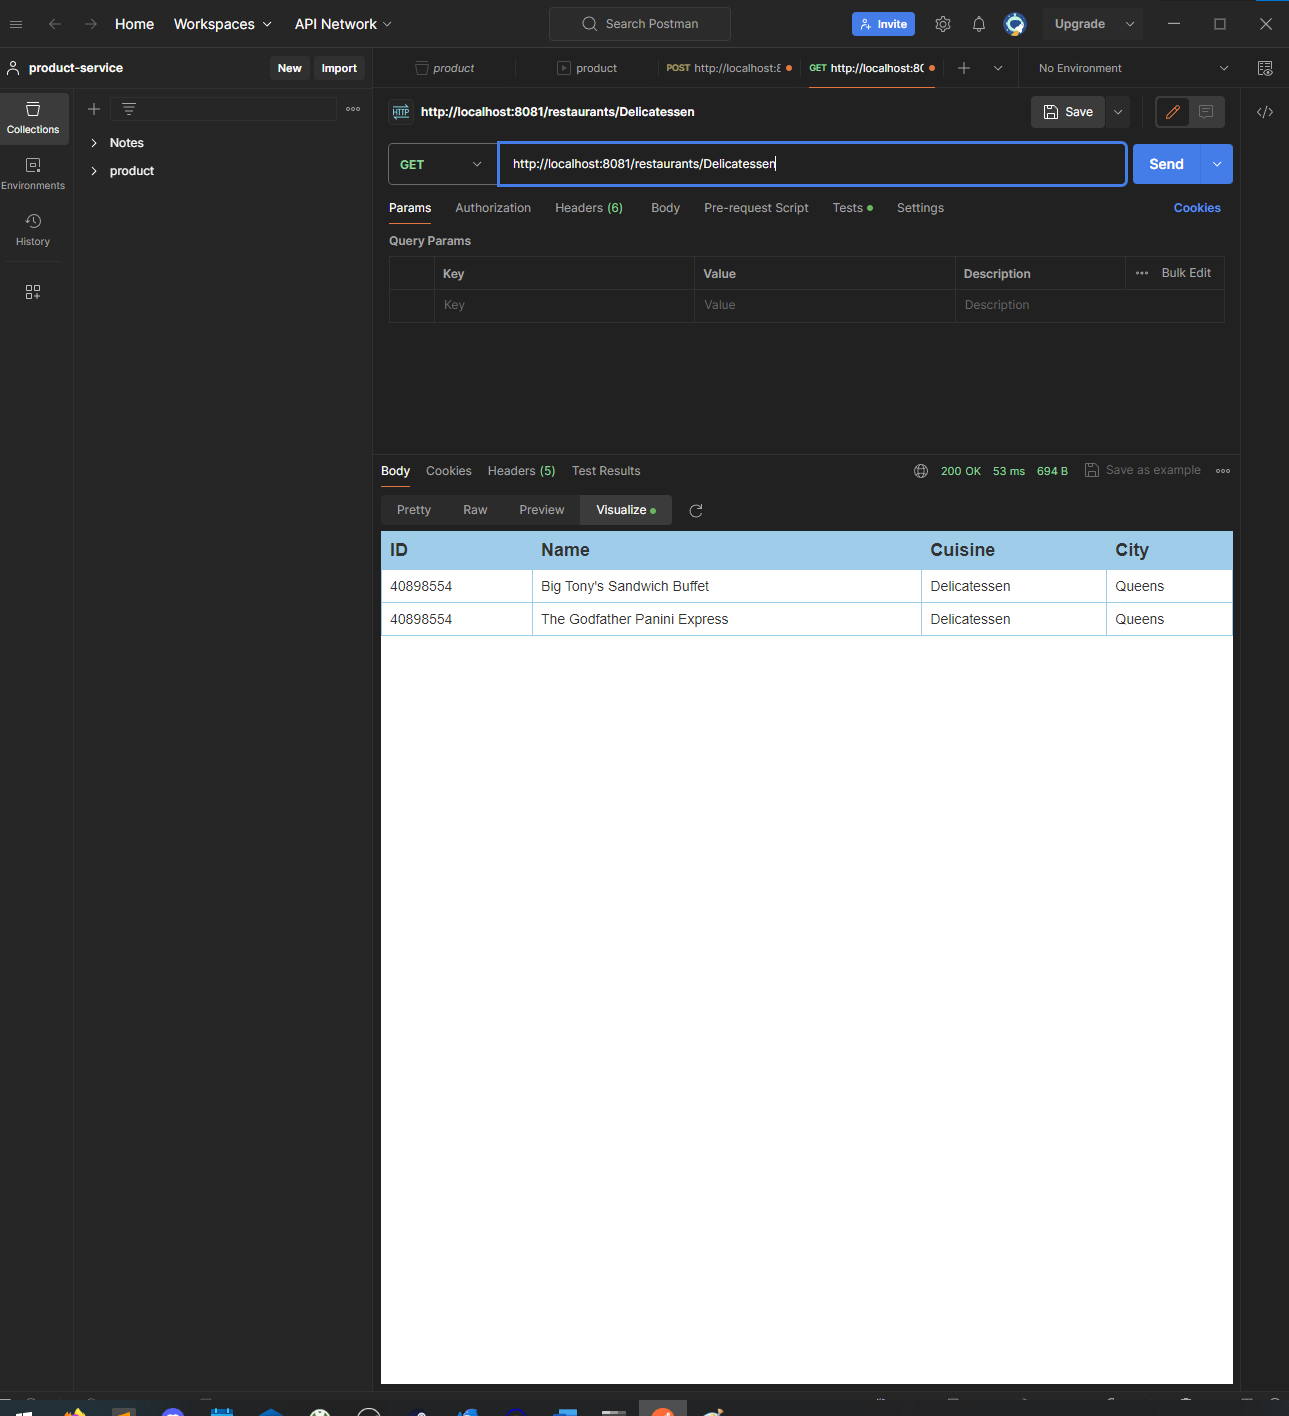 Home Workspaces API Network Search Postman Invite Upgrade
product-service New Import product product POST http://localhost:8 GET http://localhost:80 No Environment
Collections
Environments
History
Notes
product
HTTP http://localhost:8081/restaurants/Delicatessen Save
GET http://localhost:8081/restaurants/Delicatessen Send
Params Authorization Headers (6) Body Pre-request Script Tests Settings Cookies
Query Params
Key Value Description Bulk Edit
Key Value Description
Body Cookies Headers (5) Test Results 200 OK 53 ms 694 B Save as example
Pretty Raw Preview Visualize
ID Name Cuisine City
40898554 Big Tony's Sandwich Buffet Delicatessen Queens
40898554 The Godfather Panini Express Delicatessen Queens